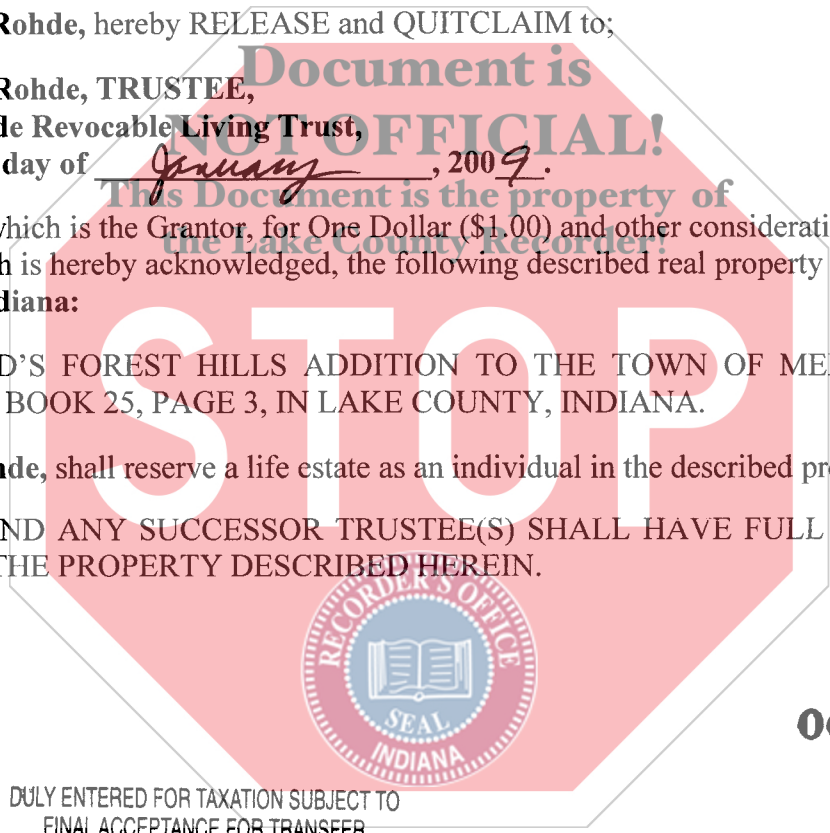 Rohde, hereby RELEASE and QUITCLAIM to;
Document is
Rohde, TRUSTEE,
de Revocable Living Trust,
NOT OFFICIAL!
day of January, 2009.
This Document is the property of
which is the Grantor, for One Dollar ($1.00) and other considerati
the Lake County Recorder!
h is hereby acknowledged, the following described real property
diana:
STOP
D'S FOREST HILLS ADDITION TO THE TOWN OF ME
BOOK 25, PAGE 3, IN LAKE COUNTY, INDIANA.
de, shall reserve a life estate as an individual in the described pr
ND ANY SUCCESSOR TRUSTEE(S) SHALL HAVE FULL
THE PROPERTY DESCRIBED HEREIN.
RECORDER'S OFFICE
SEAL
INDIANA
DULY ENTERED FOR TAXATION SUBJECT TO
FINAL ACCEPTANCE FOR TRANSFER